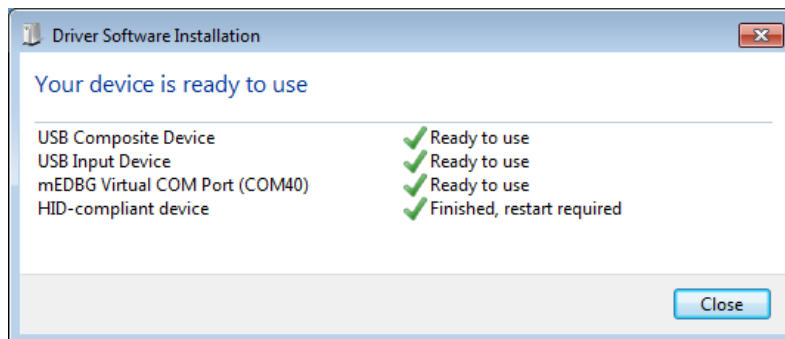 Driver Software Installation
Your device is ready to use
USB Composite Device Ready to use
USB Input Device Ready to use
mEDBG Virtual COM Port (COM40) Ready to use
HID-compliant device Finished, restart required
Close